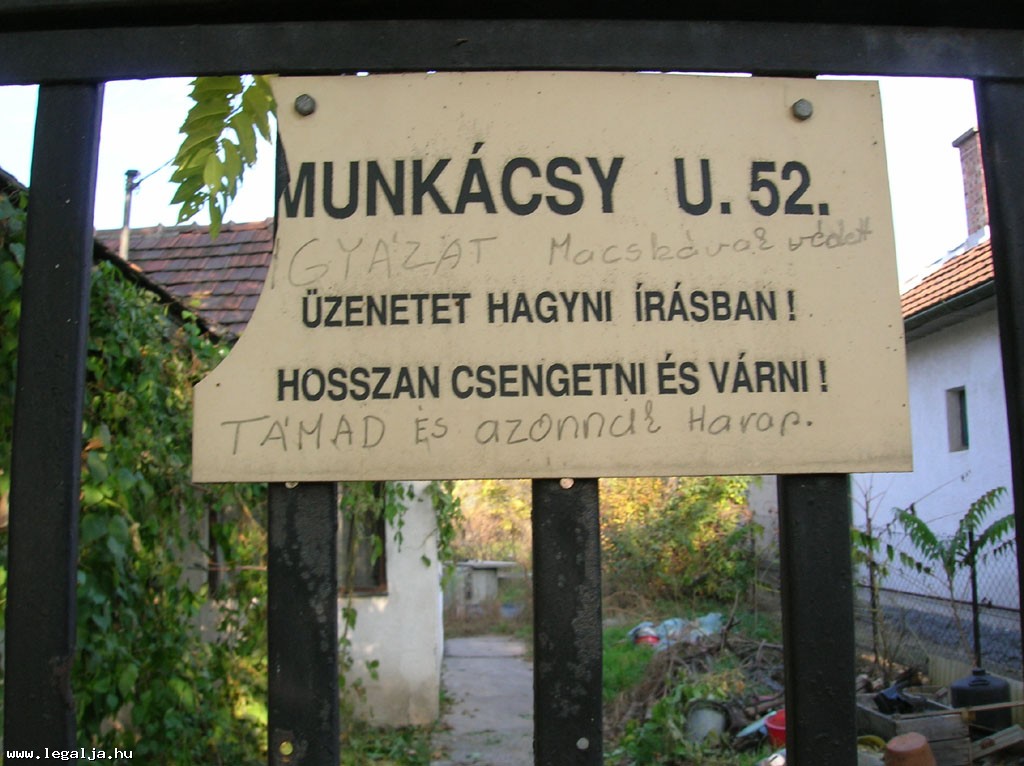 MUNKÁCSY U. 52.
IGYÁZAT Macskával védett
ÜZENETET HAGYNI ÍRÁSBAN !
HOSSZAN CSENGETNI ÉS VÁRNI !
TÁMAD És azonnal Harap.
www.legalja.hu